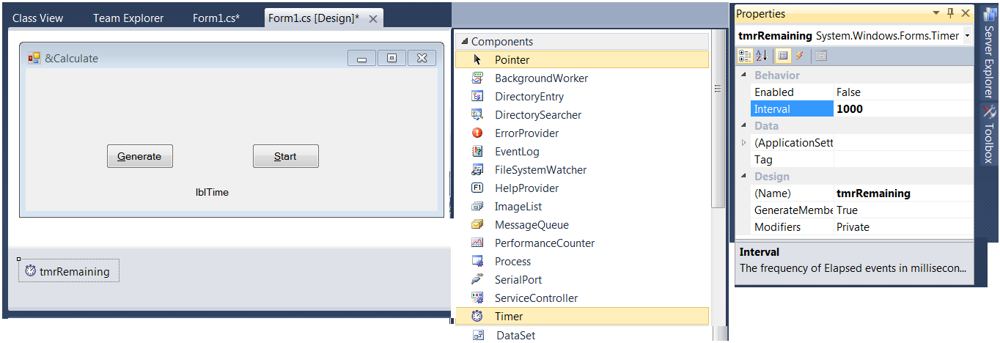 Class View
Team Explorer
Form1.cs*
Form1.cs [Design]*
&Calculate
Generate
Start
lblTime
tmrRemaining
Components
Pointer
BackgroundWorker
DirectoryEntry
DirectorySearcher
ErrorProvider
EventLog
FileSystemWatcher
F1 HelpProvider
ImageList
MessageQueue
PerformanceCounter
Process
SerialPort
ServiceController
Timer
DataSet
Properties
tmrRemaining System.Windows.Forms.Timer
Behavior
Enabled False
Interval 1000
Data
(ApplicationSett
Tag
Design
(Name) tmrRemaining
GenerateMembe True
Modifiers Private
Interval
The frequency of Elapsed events in millisecon...
Server Explorer
Toolbox